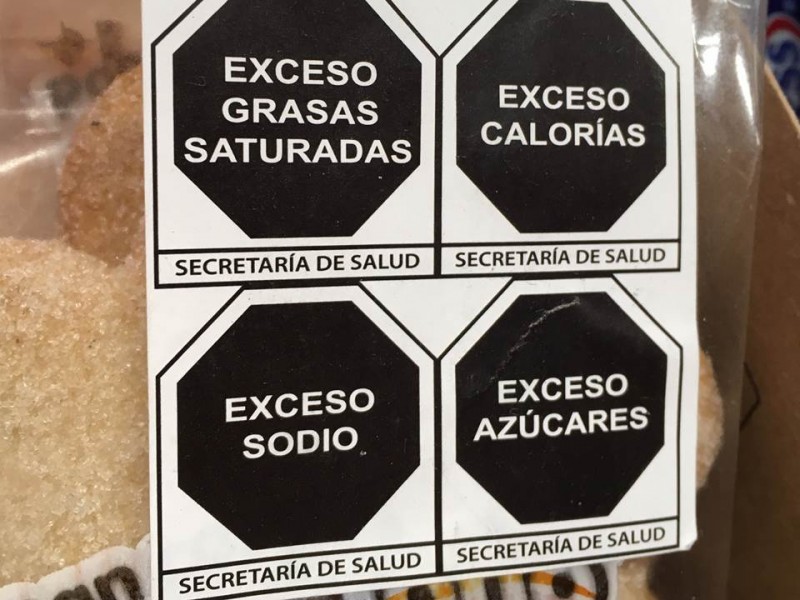 EXCESO
GRASAS
SATURADAS
SECRETARÍA DE SALUD
EXCESO
CALORÍAS
SECRETARÍA DE SALUD
EXCESO
SODIO
SECRETARÍA DE SALUD
EXCESO
AZÚCARES
SECRETARÍA DE SALUD